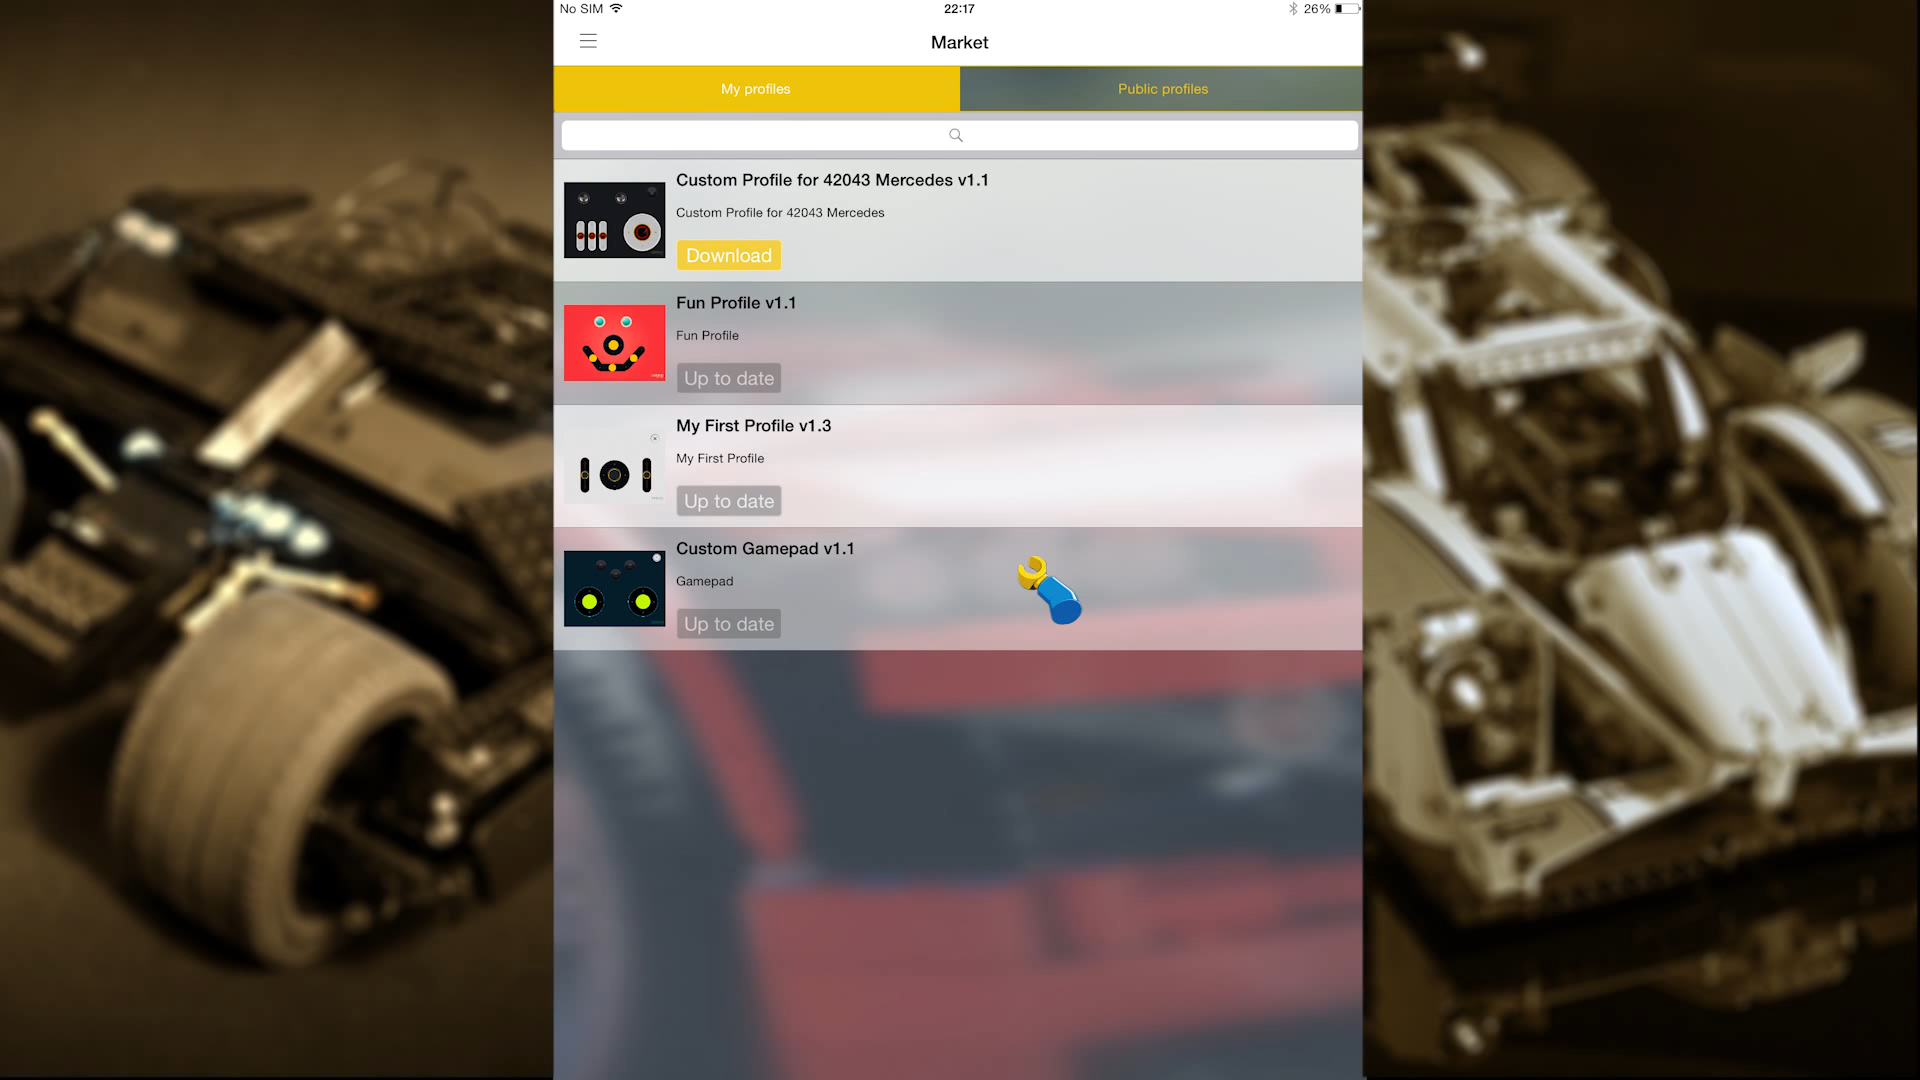 No SIM 22:17 26%
Market
My profiles Public profiles
Custom Profile for 42043 Mercedes v1.1
Custom Profile for 42043 Mercedes
Download
Fun Profile v1.1
Fun Profile
Up to date
My First Profile v1.3
My First Profile
Up to date
Custom Gamepad v1.1
Gamepad
Up to date